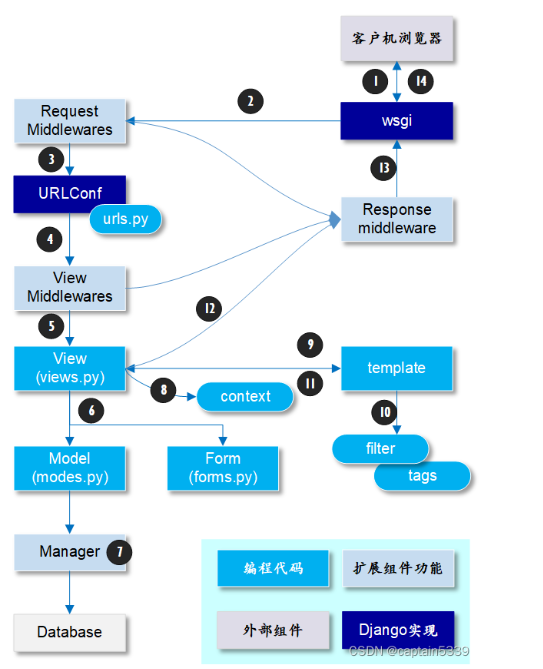 客户机浏览器
1
14
2
wsgi
Request
Middlewares
3
13
URLConf
urls.py
Response
middleware
4
View
Middlewares
12
5
9
View
(views.py)
template
8
11
context
6
10
filter
Model
(modes.py)
Form
(forms.py)
tags
Manager
7
编程代码
扩展组件功能
Database
外部组件
Django实现
CSDN @captain5339